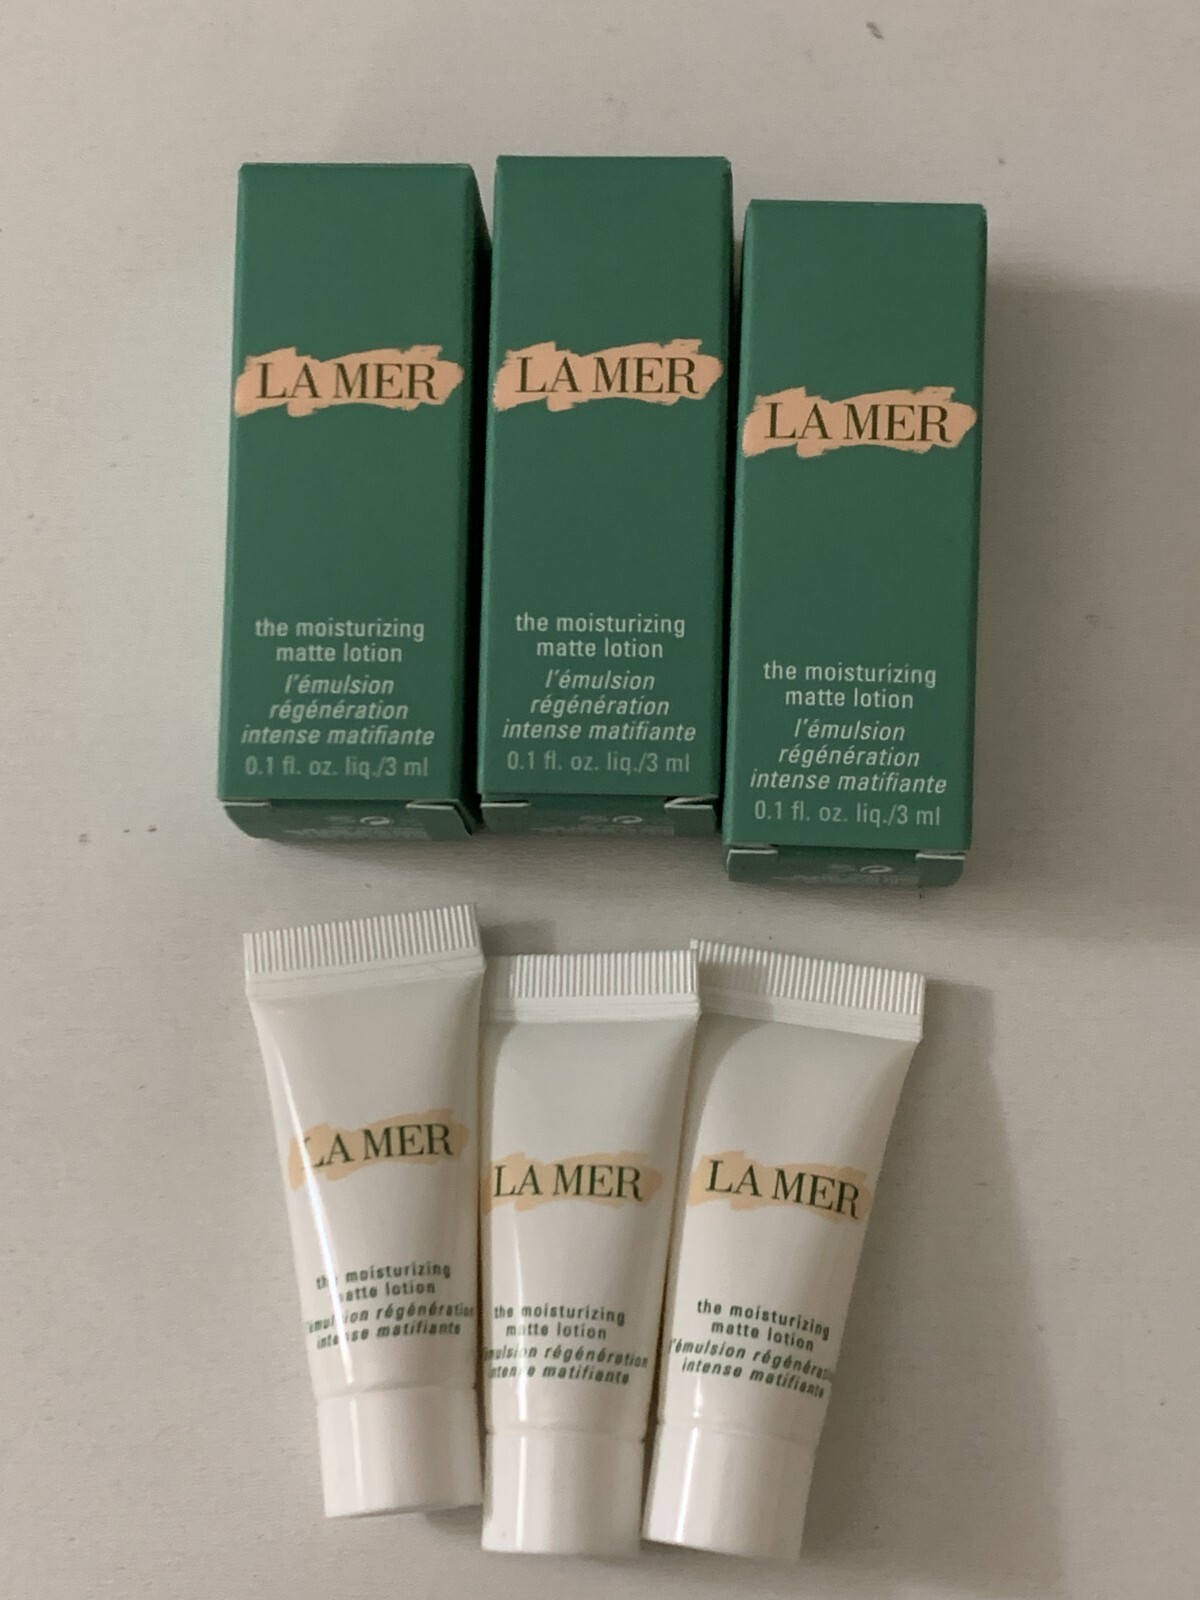 LA MER
the moisturizing
matte lotion
l'émulsion
régénération
intense matifiante
0.1 fl. oz. liq./3 ml
LA MER
the moisturizing
matte lotion
l'émulsion
régénération
intense matifiante
0.1 fl. oz. liq./3 ml
LA MER
the moisturizing
matte lotion
l'émulsion
régénération
intense matifiante
0.1 fl. oz. liq./3 ml
LA MER
the moisturizing
matte lotion
l'émulsion régénération
intense matifiante
LA MER
the moisturizing
matte lotion
l'émulsion régénération
intense matifiante
LA MER
the moisturizing
matte lotion
l'émulsion régénération
intense matifiante